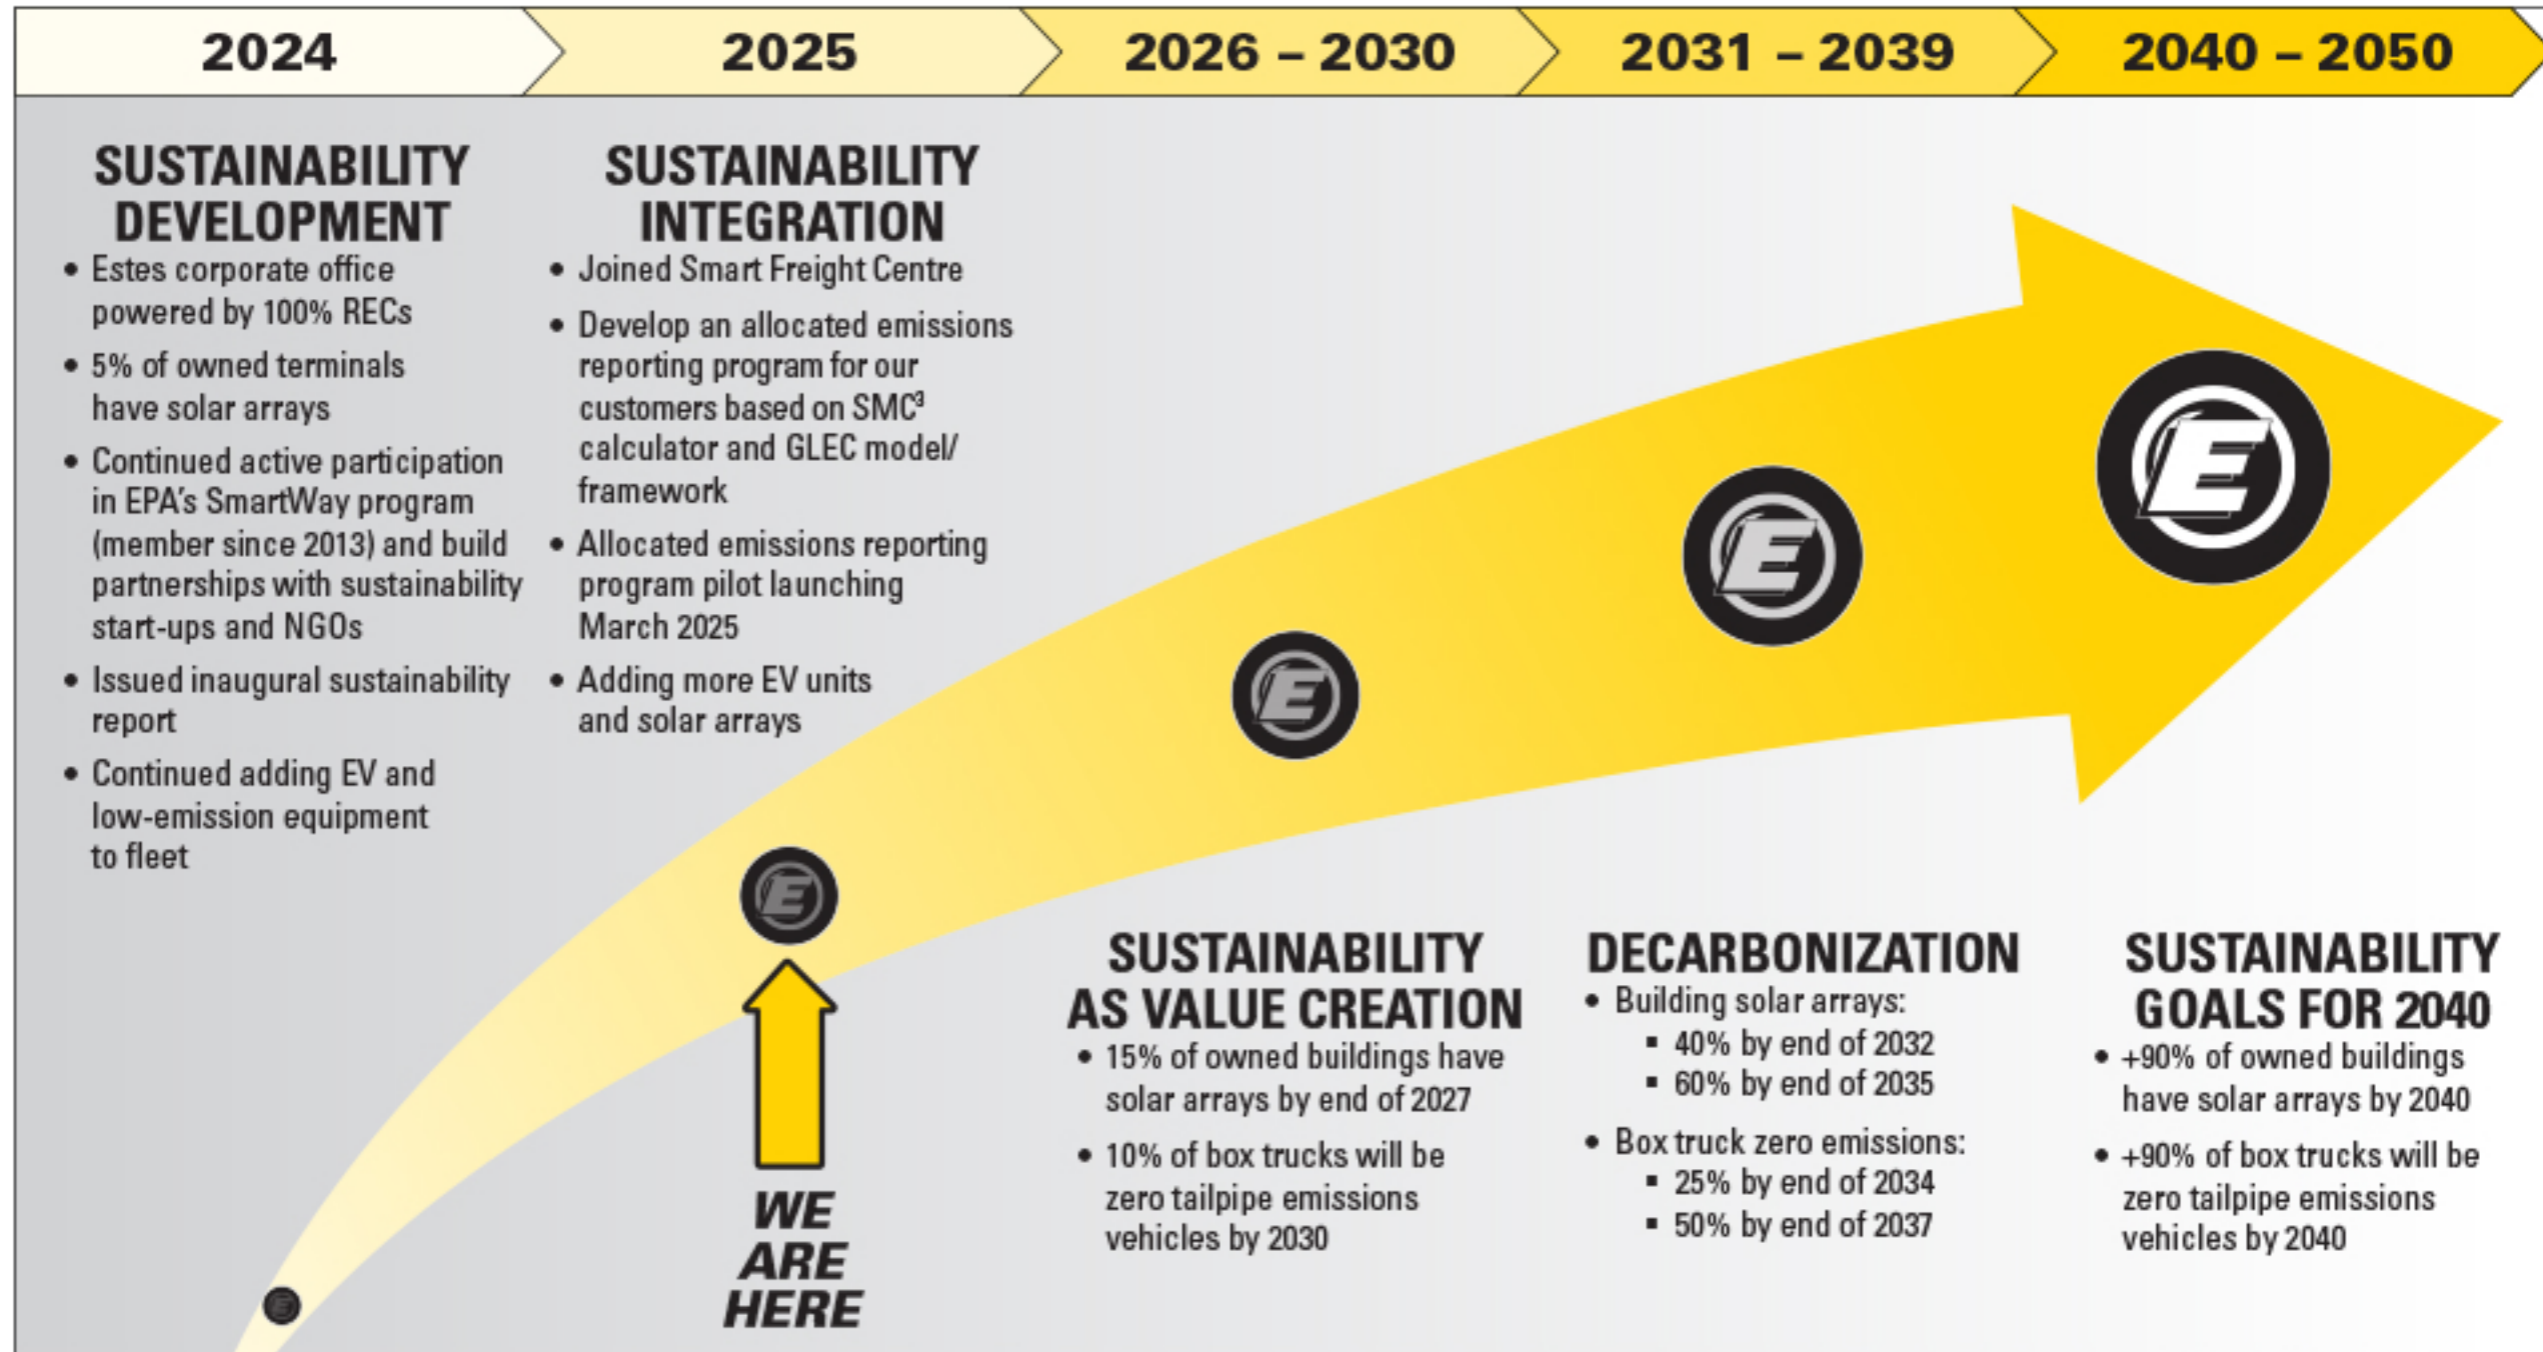 2024
2025
2026 – 2030
2031 – 2039
2040 – 2050
SUSTAINABILITY
DEVELOPMENT
• Estes corporate office
powered by 100% RECs
• 5% of owned terminals
have solar arrays
• Continued active participation
in EPA's SmartWay program
(member since 2013) and build
partnerships with sustainability
start-ups and NGOs
• Issued inaugural sustainability
report
• Continued adding EV and
low-emission equipment
to fleet
SUSTAINABILITY
INTEGRATION
• Joined Smart Freight Centre
• Develop an allocated emissions
reporting program for our
customers based on SMC³
calculator and GLEC model/
framework
• Allocated emissions reporting
program pilot launching
March 2025
• Adding more EV units
and solar arrays
E
E
E
E
E
WE
ARE
HERE
SUSTAINABILITY
AS VALUE CREATION
• 15% of owned buildings have
solar arrays by end of 2027
• 10% of box trucks will be
zero tailpipe emissions
vehicles by 2030
DECARBONIZATION
• Building solar arrays:
▪ 40% by end of 2032
▪ 60% by end of 2035
• Box truck zero emissions:
▪ 25% by end of 2034
▪ 50% by end of 2037
SUSTAINABILITY
GOALS FOR 2040
• +90% of owned buildings
have solar arrays by 2040
• +90% of box trucks will be
zero tailpipe emissions
vehicles by 2040